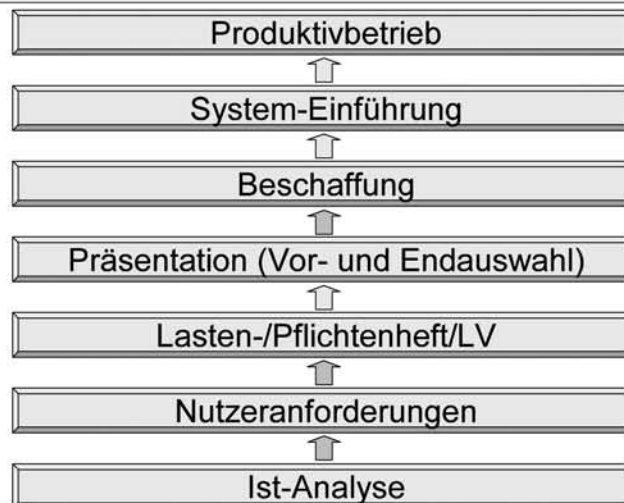 Produktivbetrieb
System-Einführung
Beschaffung
Präsentation (Vor- und Endauswahl)
Lasten-/Pflichtenheft/LV
Nutzeranforderungen
Ist-Analyse